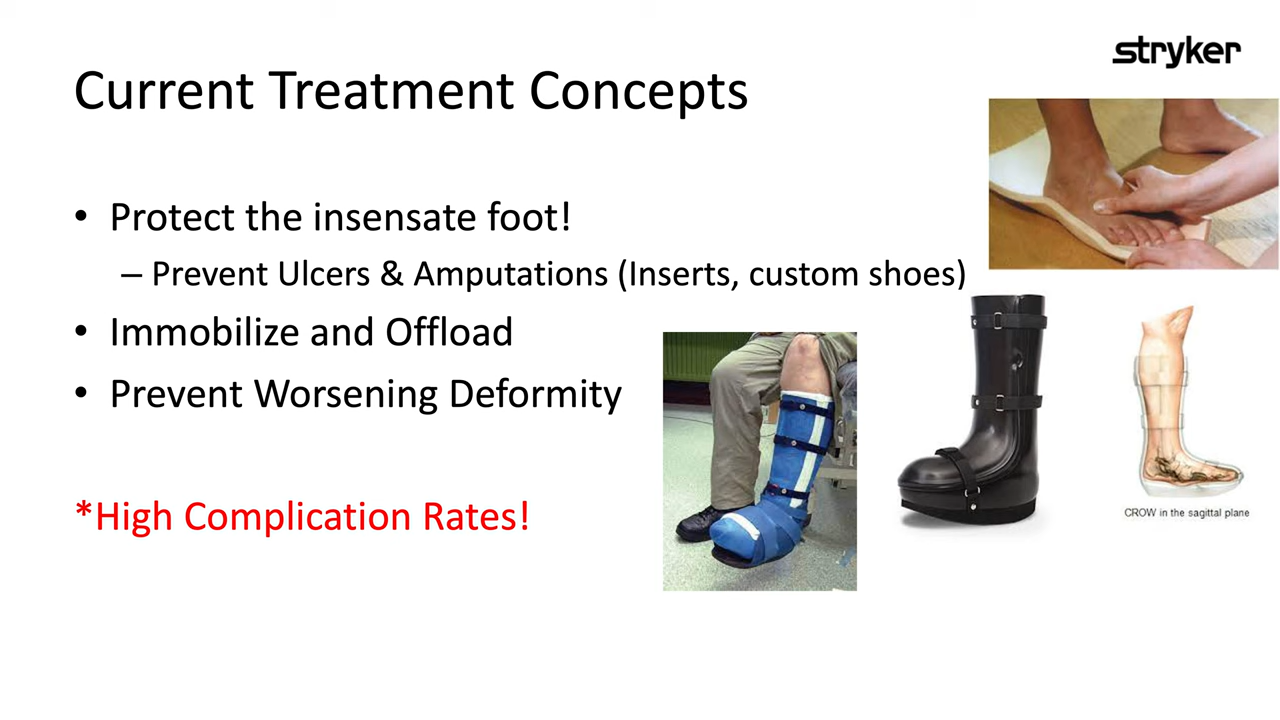 stryker
Current Treatment Concepts
• Protect the insensate foot!
– Prevent Ulcers & Amputations (Inserts, custom shoes)
• Immobilize and Offload
• Prevent Worsening Deformity
*High Complication Rates!
CROW in the sagittal plane